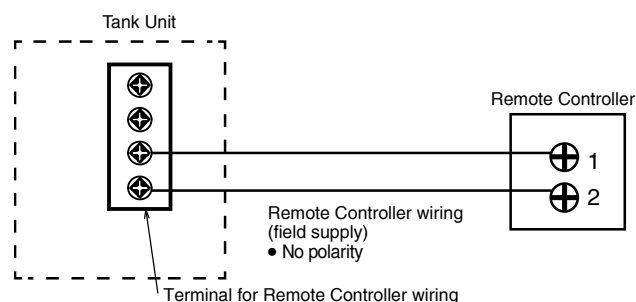 Tank Unit
Remote Controller
1
2
Remote Controller wiring
(field supply)
● No polarity
Terminal for Remote Controller wiring